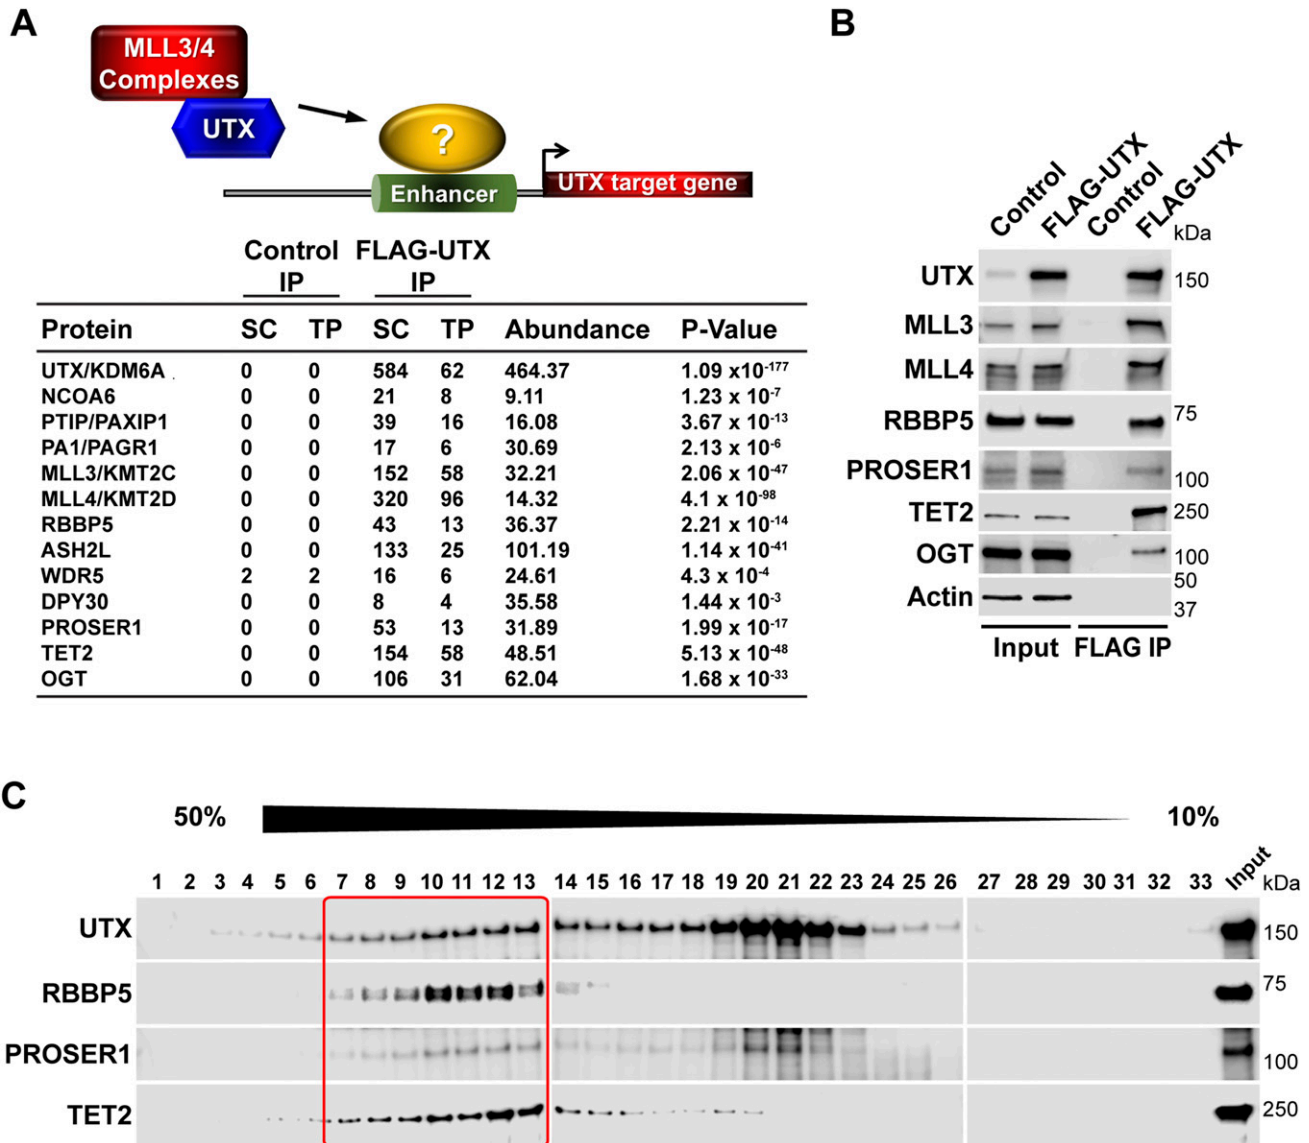 A
MLL3/4
Complexes
UTX
?
Enhancer
UTX target gene
Control IP FLAG-UTX IP
Protein SC TP SC TP Abundance P-Value
UTX/KDM6A 0 0 584 62 464.37 1.09 x10-177
NCOA6 0 0 21 8 9.11 1.23 x 10-7
PTIP/PAXIP1 0 0 39 16 16.08 3.67 x 10-13
PA1/PAGR1 0 0 17 6 30.69 2.13 x 10-6
MLL3/KMT2C 0 0 152 58 32.21 2.06 x 10-47
MLL4/KMT2D 0 0 320 96 14.32 4.1 x 10-98
RBBP5 0 0 43 13 36.37 2.21 x 10-14
ASH2L 0 0 133 25 101.19 1.14 x 10-41
WDR5 2 2 16 6 24.61 4.3 x 10-4
DPY30 0 0 8 4 35.58 1.44 x 10-3
PROSER1 0 0 53 13 31.89 1.99 x 10-17
TET2 0 0 154 58 48.51 5.13 x 10-48
OGT 0 0 106 31 62.04 1.68 x 10-33
B
Control FLAG-UTX Control FLAG-UTX
kDa
UTX 150
MLL3
MLL4
RBBP5 75
PROSER1 100
TET2 250
OGT 100
50
Actin 37
Input FLAG IP
C
50% 10%
1 2 3 4 5 6 7 8 9 10 11 12 13 14 15 16 17 18 19 20 21 22 23 24 25 26 27 28 29 30 31 32 33 Input kDa
UTX 150
RBBP5 75
PROSER1 100
TET2 250